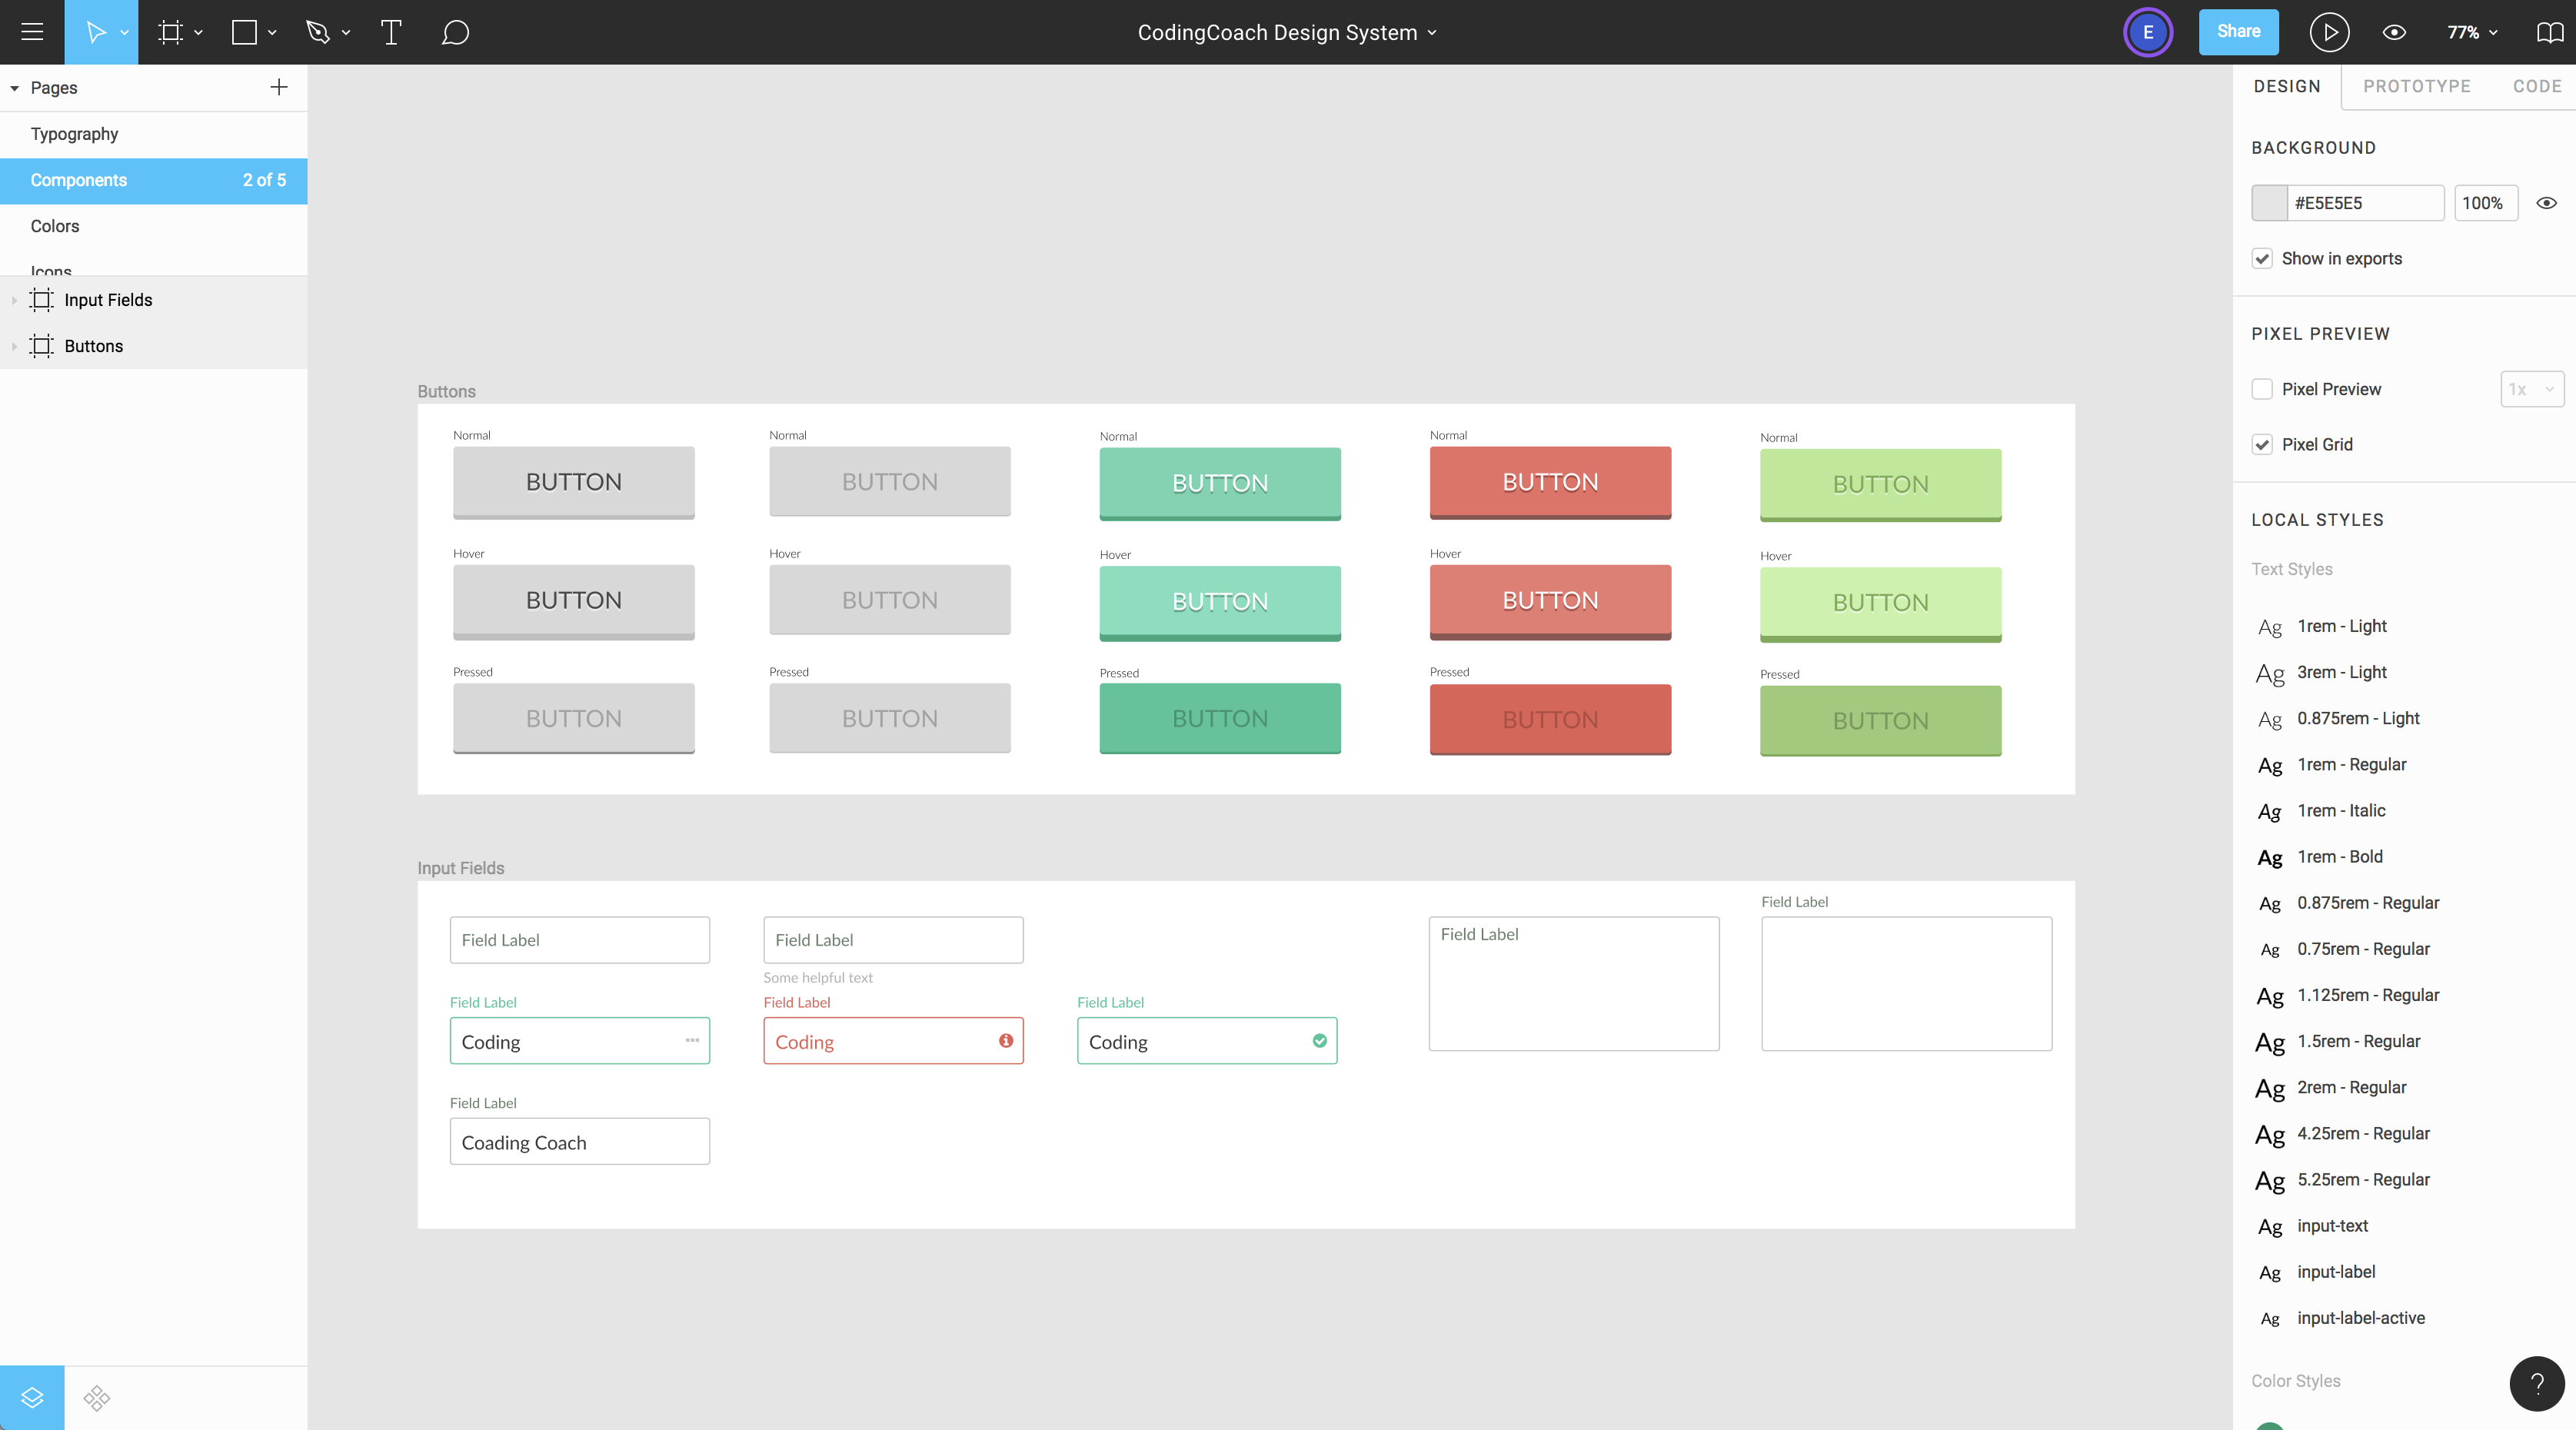 CodingCoach Design System
E
Share
77%
Pages
Typography
Components 2 of 5
Colors
Icons
Input Fields
Buttons
Buttons
Normal Normal Normal Normal Normal
BUTTON BUTTON BUTTON BUTTON BUTTON
Hover Hover Hover Hover Hover
BUTTON BUTTON BUTTON BUTTON BUTTON
Pressed Pressed Pressed Pressed Pressed
BUTTON BUTTON BUTTON BUTTON BUTTON
Input Fields
Field Label
Field Label Field Label Field Label
Some helpful text
Field Label Field Label Field Label
Coding Coding Coding
Field Label
Coading Coach
DESIGN PROTOTYPE CODE
BACKGROUND
#E5E5E5 100%
Show in exports
PIXEL PREVIEW
Pixel Preview 1x
Pixel Grid
LOCAL STYLES
Text Styles
Ag 1rem - Light
Ag 3rem - Light
Ag 0.875rem - Light
Ag 1rem - Regular
Ag 1rem - Italic
Ag 1rem - Bold
Ag 0.875rem - Regular
Ag 0.75rem - Regular
Ag 1.125rem - Regular
Ag 1.5rem - Regular
Ag 2rem - Regular
Ag 4.25rem - Regular
Ag 5.25rem - Regular
Ag input-text
Ag input-label
Ag input-label-active
Color Styles
?